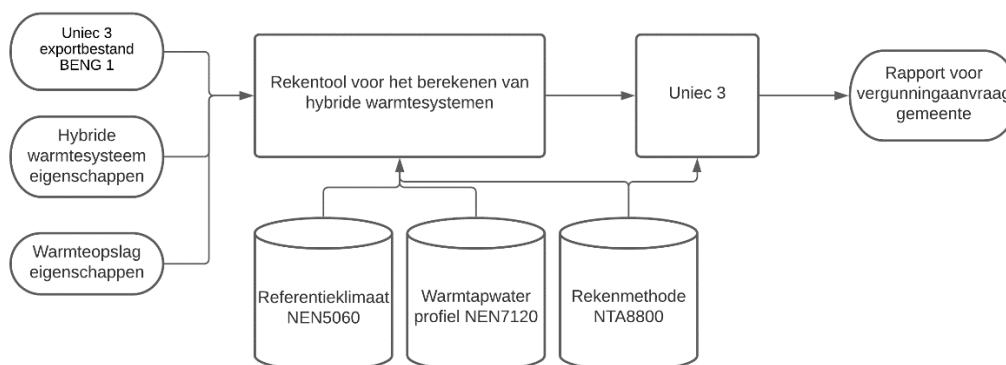 Uniec 3
exportbestand
BENG 1
Hybride
warmtesysteem
eigenschappen
Warmteopslag
eigenschappen
Rekentool voor het berekenen van
hybride warmtesystemen
Uniec 3
Rapport voor
vergunningaanvraag
gemeente
Referentieklimaat
NEN5060
Warmtapwater
profiel NEN7120
Rekenmethode
NTA8800